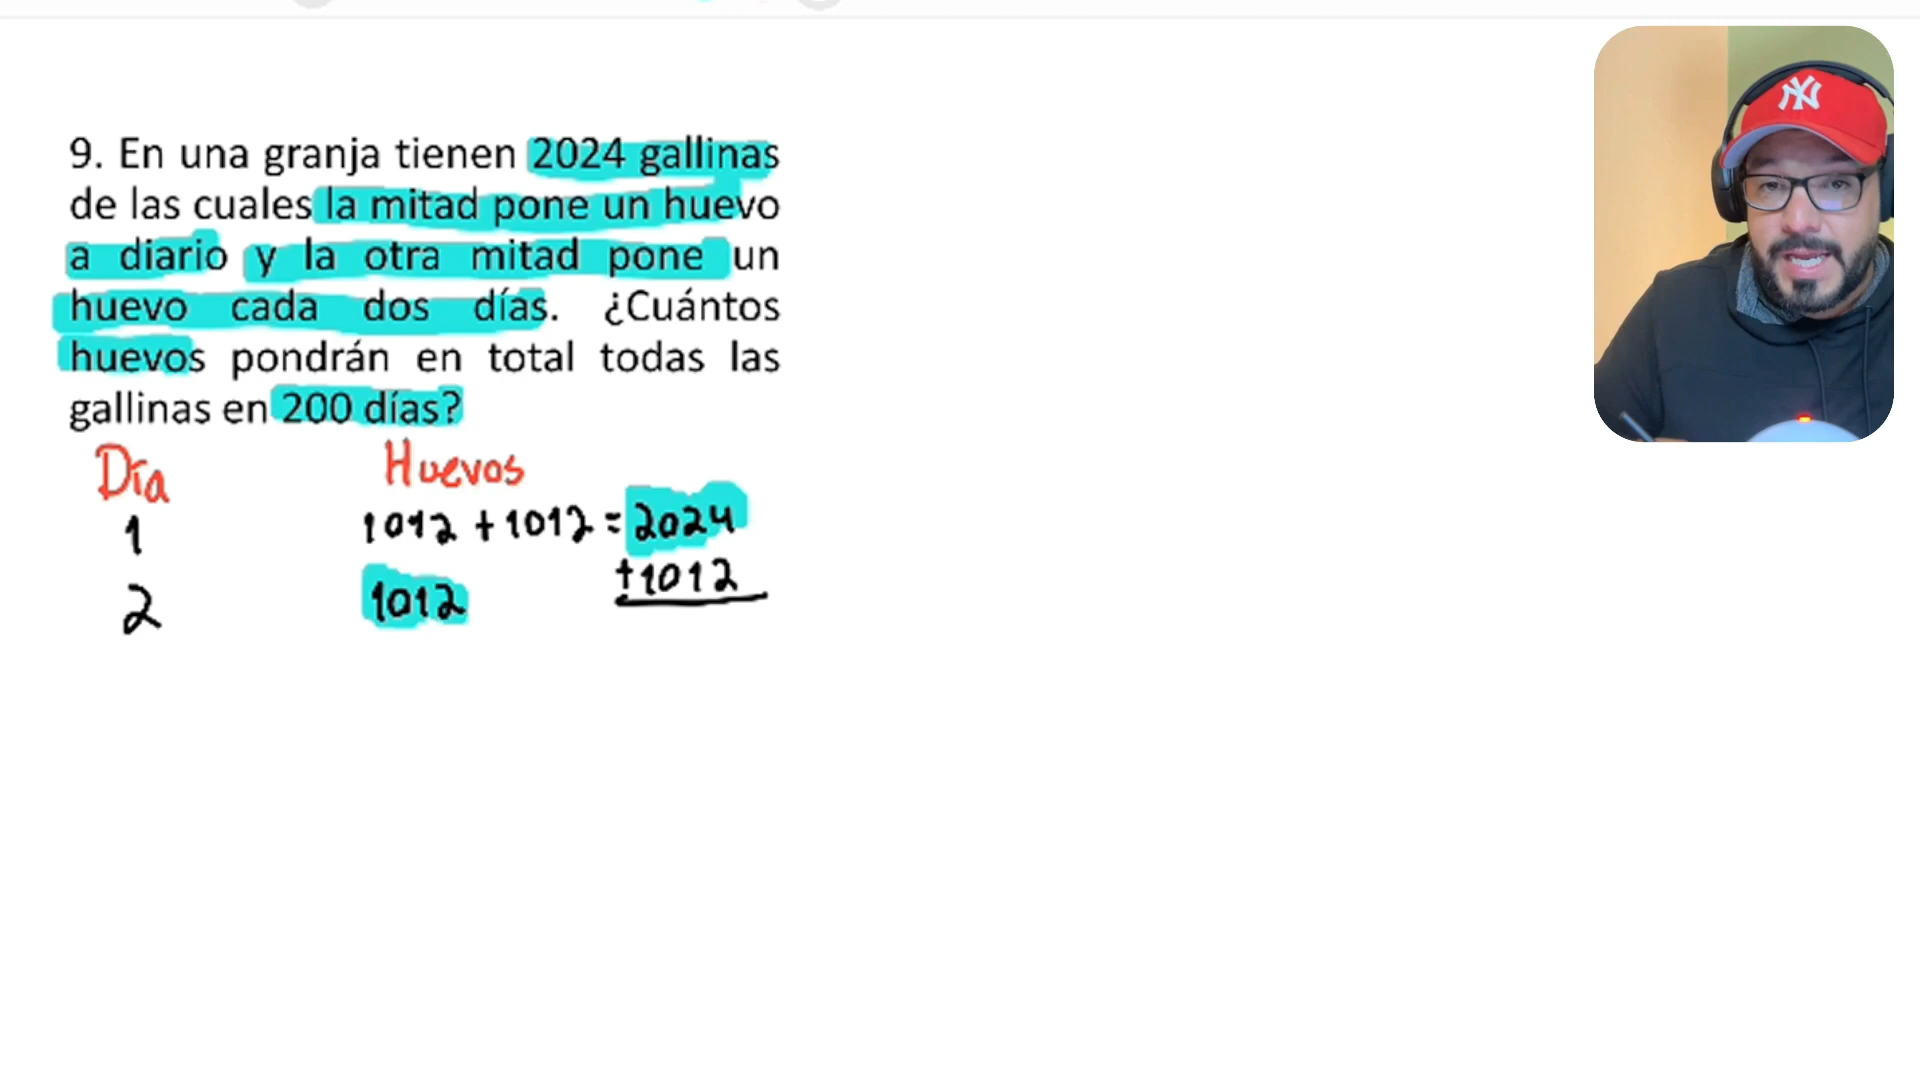 9. En una granja tienen 2024 gallinas
de las cuales la mitad pone un huevo
a diario y la otra mitad pone un
huevo cada dos días. ¿Cuántos
huevos pondrán en total todas las
gallinas en 200 días?
Día Huevos
1 1012 + 1012 = 2024
+1012
2 1012
NY